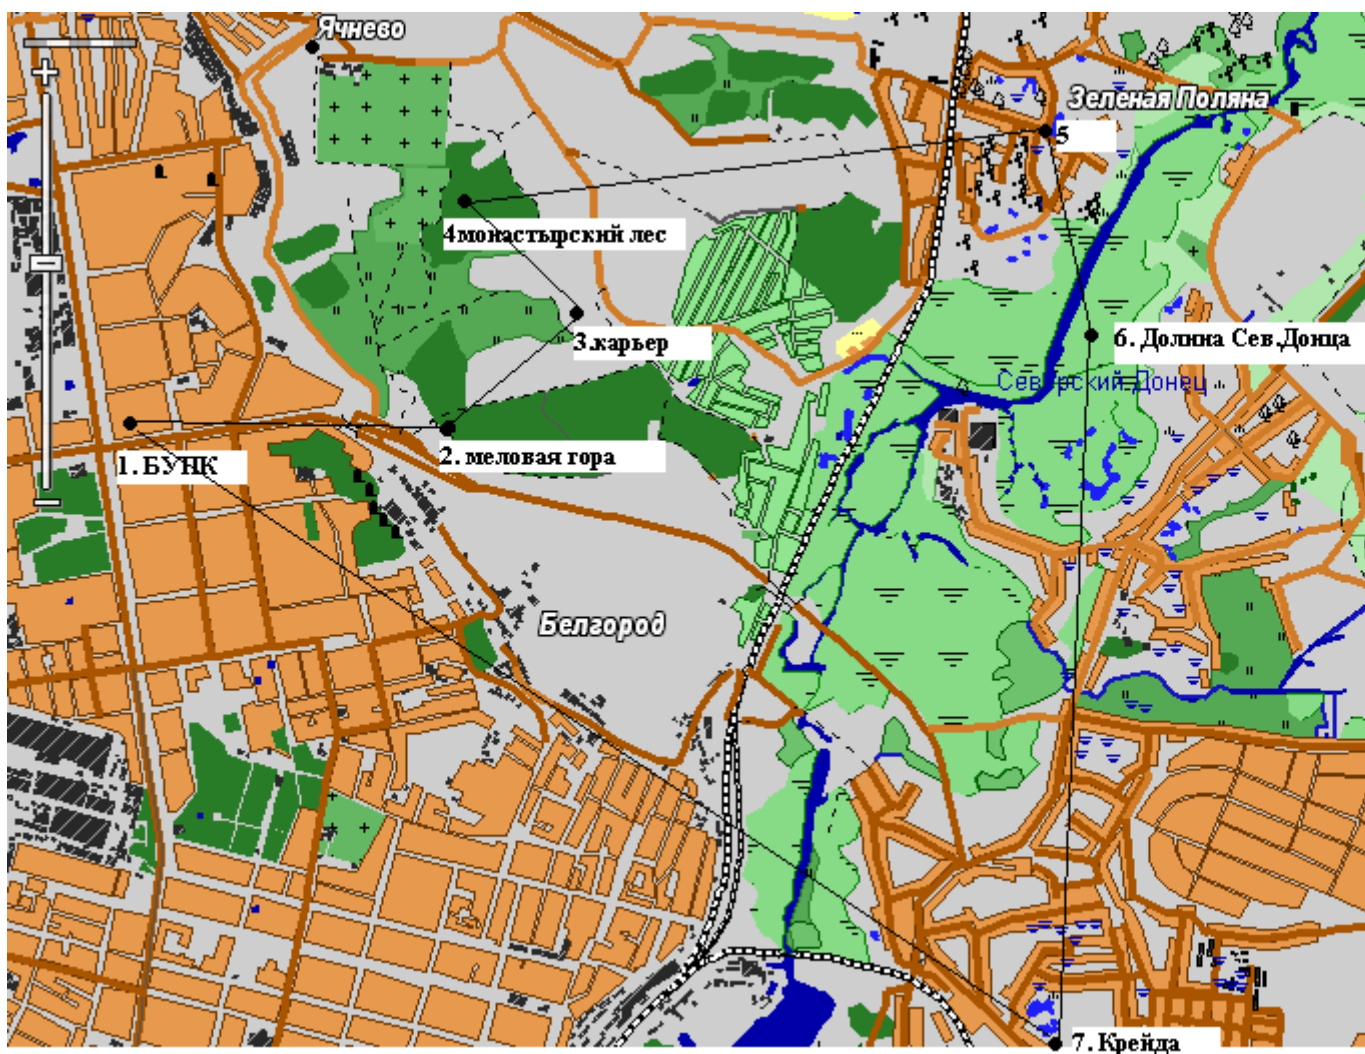 Ячнево
Зеленая Поляна
5
4монастырский лес
3.карьер
6. Долина Сев.Донца
Северский Донец
1. БУНК
2. меловая гора
Белгород
7. Крейда